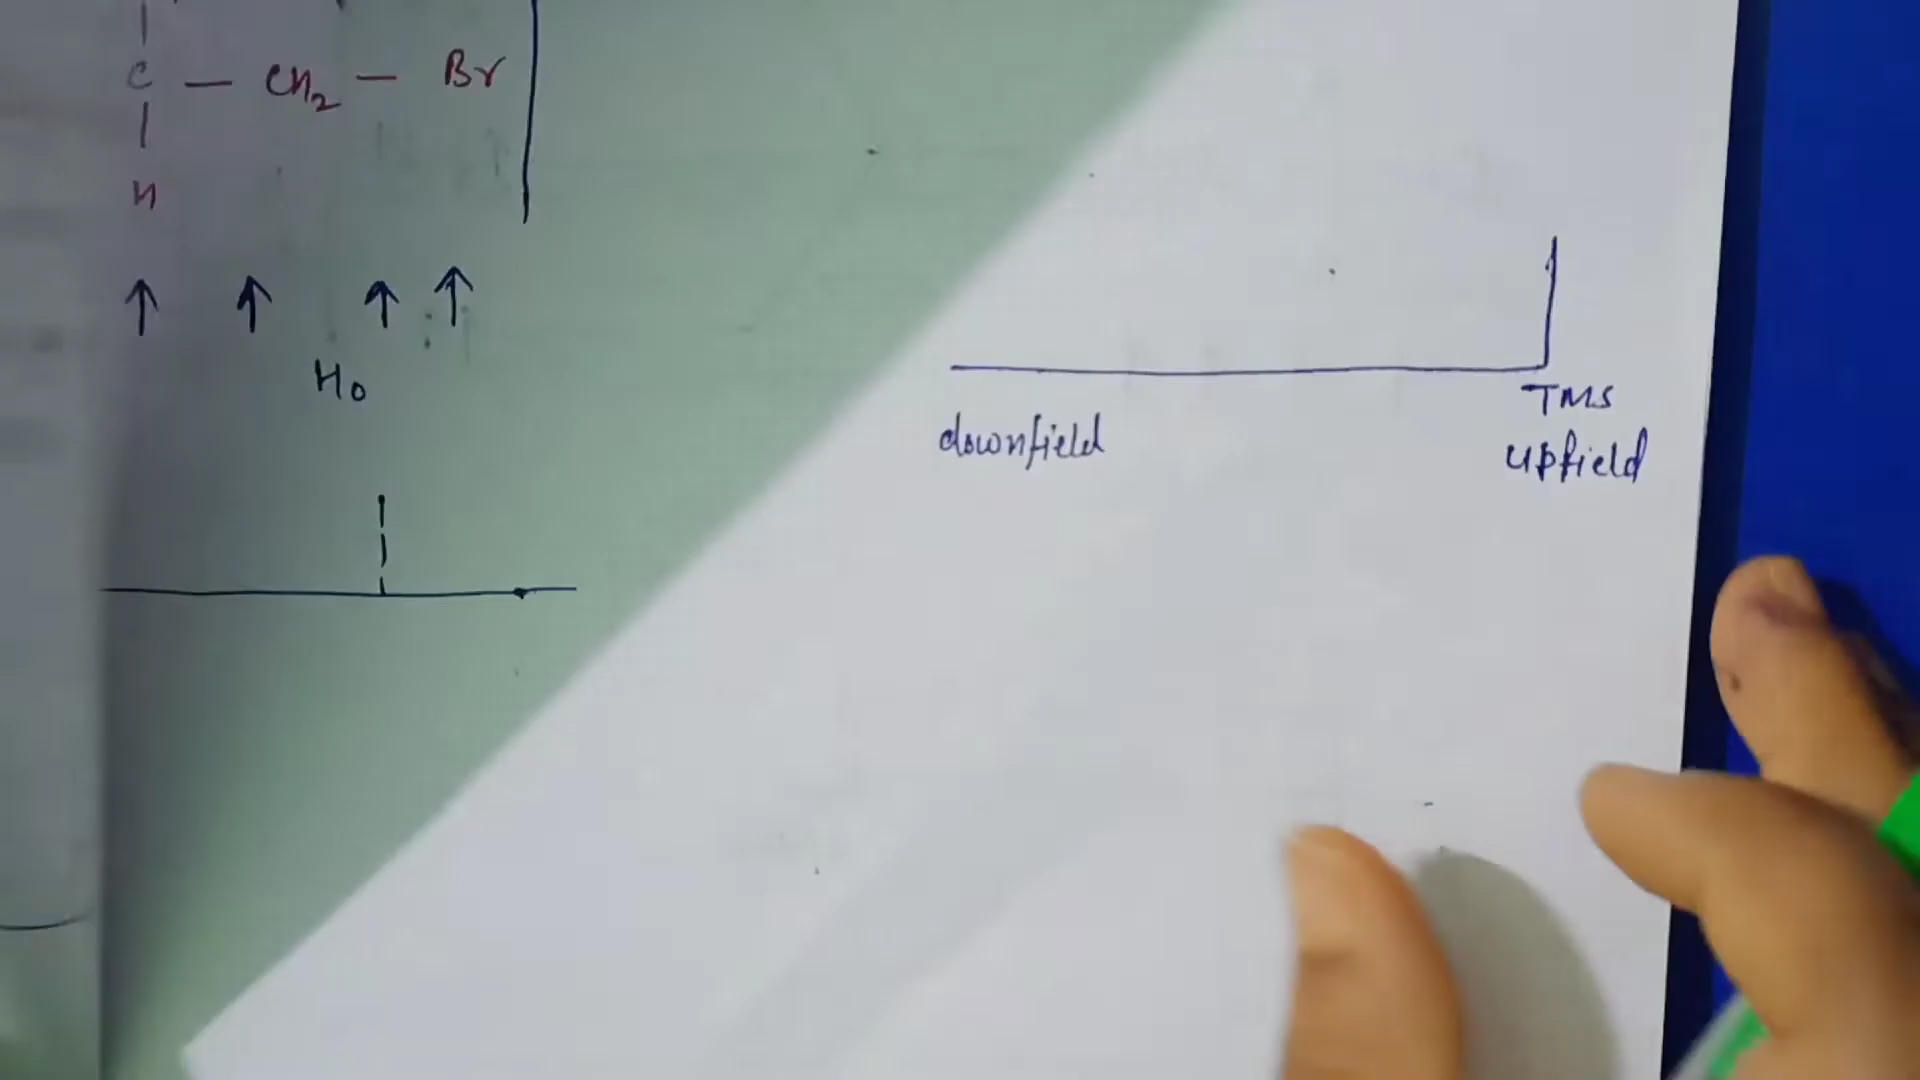 C — CH₂ — Br
H
↑ ↑ ↑ ↑
H₀
TMS
downfield upfield